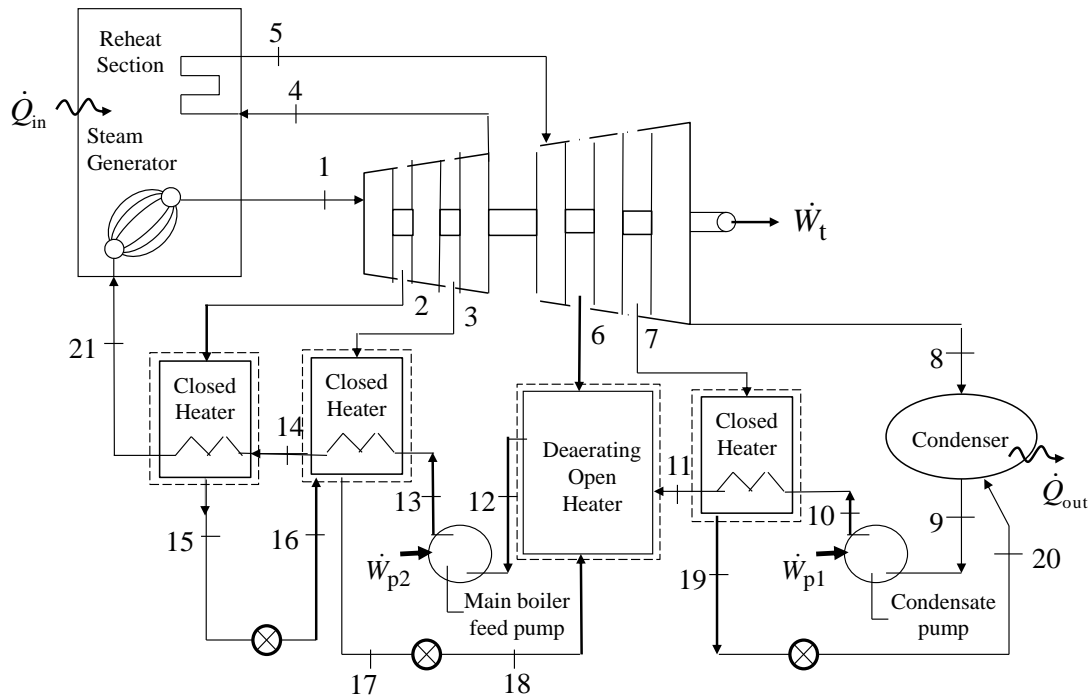 5
Reheat
Section
4
Q̇in
Steam
Generator
1
Ẇt
2
3
6
7
21
8
Closed
Heater
Closed
Heater
Closed
Heater
Condenser
14
Deaerating
Open
Heater
11
Q̇out
13
12
10
9
15
16
Ẇp2
19
Ẇp1
20
Main boiler
feed pump
Condensate
pump
17
18